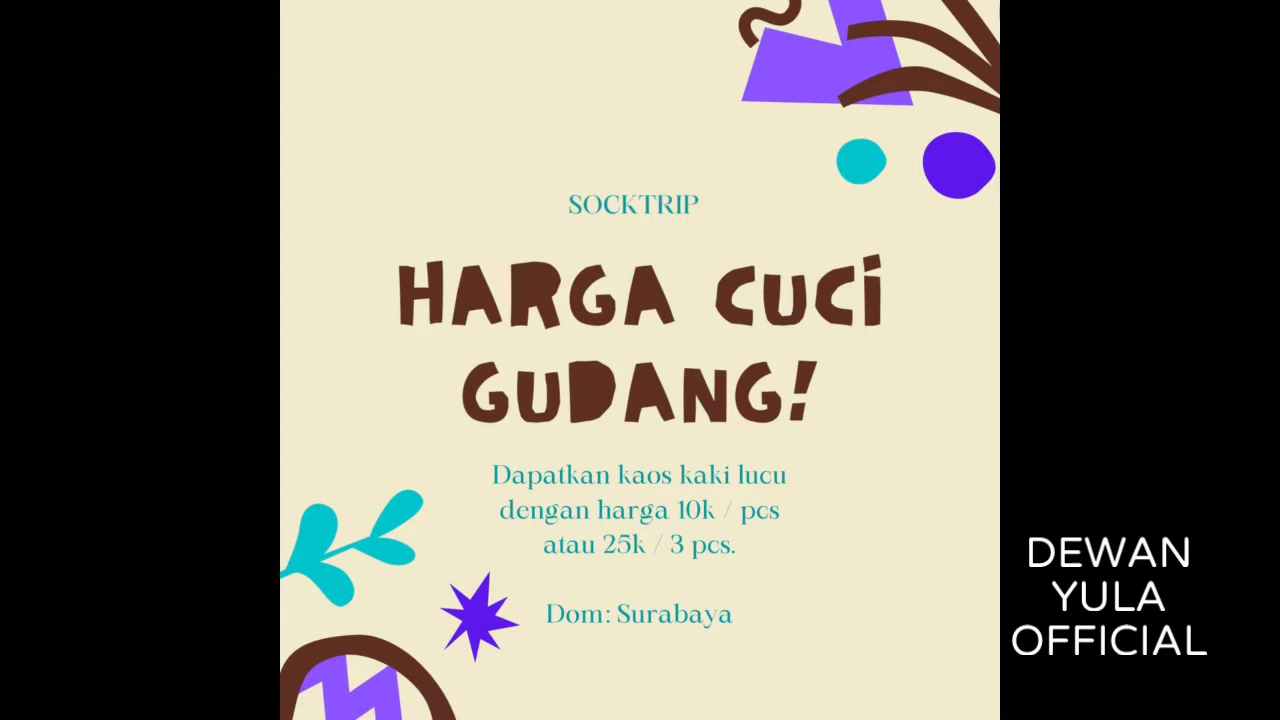 SOCKTRIP
HARGA CUCI
GUDANG!
Dapatkan kaos kaki lucu
dengan harga 10k / pcs
atau 25k / 3 pcs.
Dom: Surabaya
DEWAN
YULA
OFFICIAL